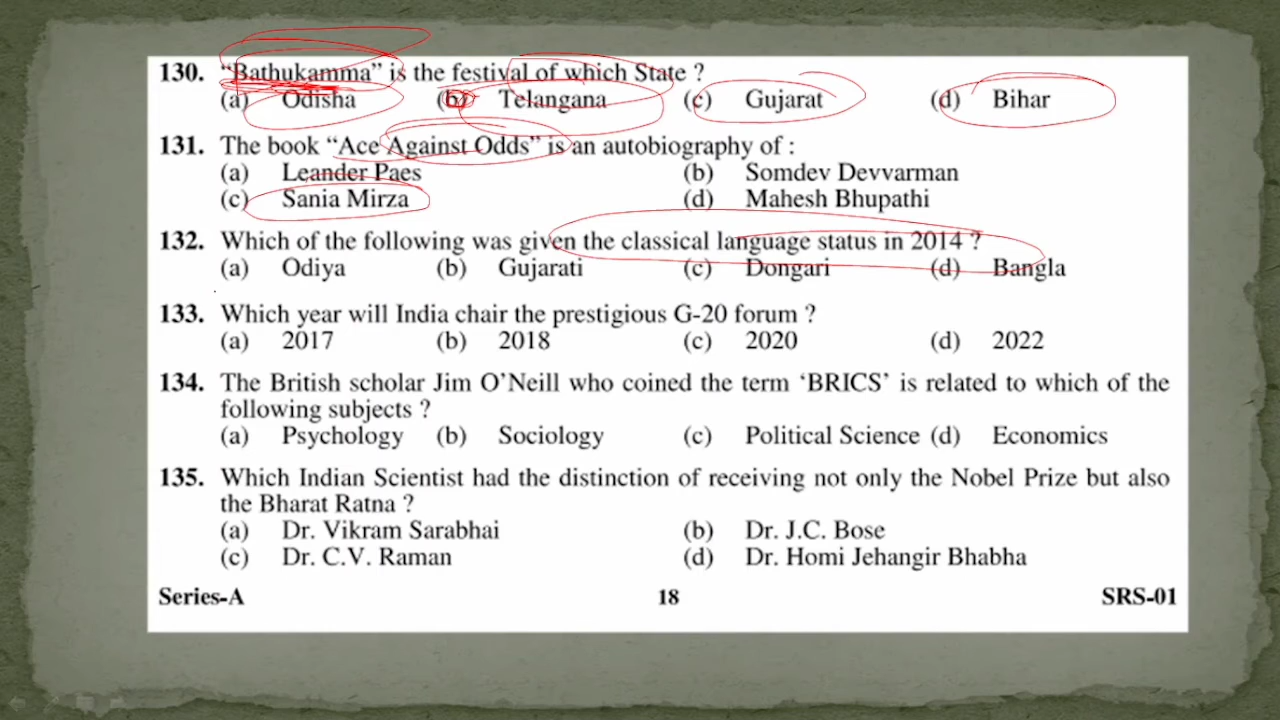 130. “Bathukamma” is the festival of which State ?
(a) Odisha (b) Telangana (c) Gujarat (d) Bihar
131. The book “Ace Against Odds” is an autobiography of :
(a) Leander Paes (b) Somdev Devvarman
(c) Sania Mirza (d) Mahesh Bhupathi
132. Which of the following was given the classical language status in 2014 ?
(a) Odiya (b) Gujarati (c) Dongari (d) Bangla
133. Which year will India chair the prestigious G-20 forum ?
(a) 2017 (b) 2018 (c) 2020 (d) 2022
134. The British scholar Jim O’Neill who coined the term ‘BRICS’ is related to which of the
following subjects ?
(a) Psychology (b) Sociology (c) Political Science (d) Economics
135. Which Indian Scientist had the distinction of receiving not only the Nobel Prize but also
the Bharat Ratna ?
(a) Dr. Vikram Sarabhai (b) Dr. J.C. Bose
(c) Dr. C.V. Raman (d) Dr. Homi Jehangir Bhabha
Series-A 18 SRS-01